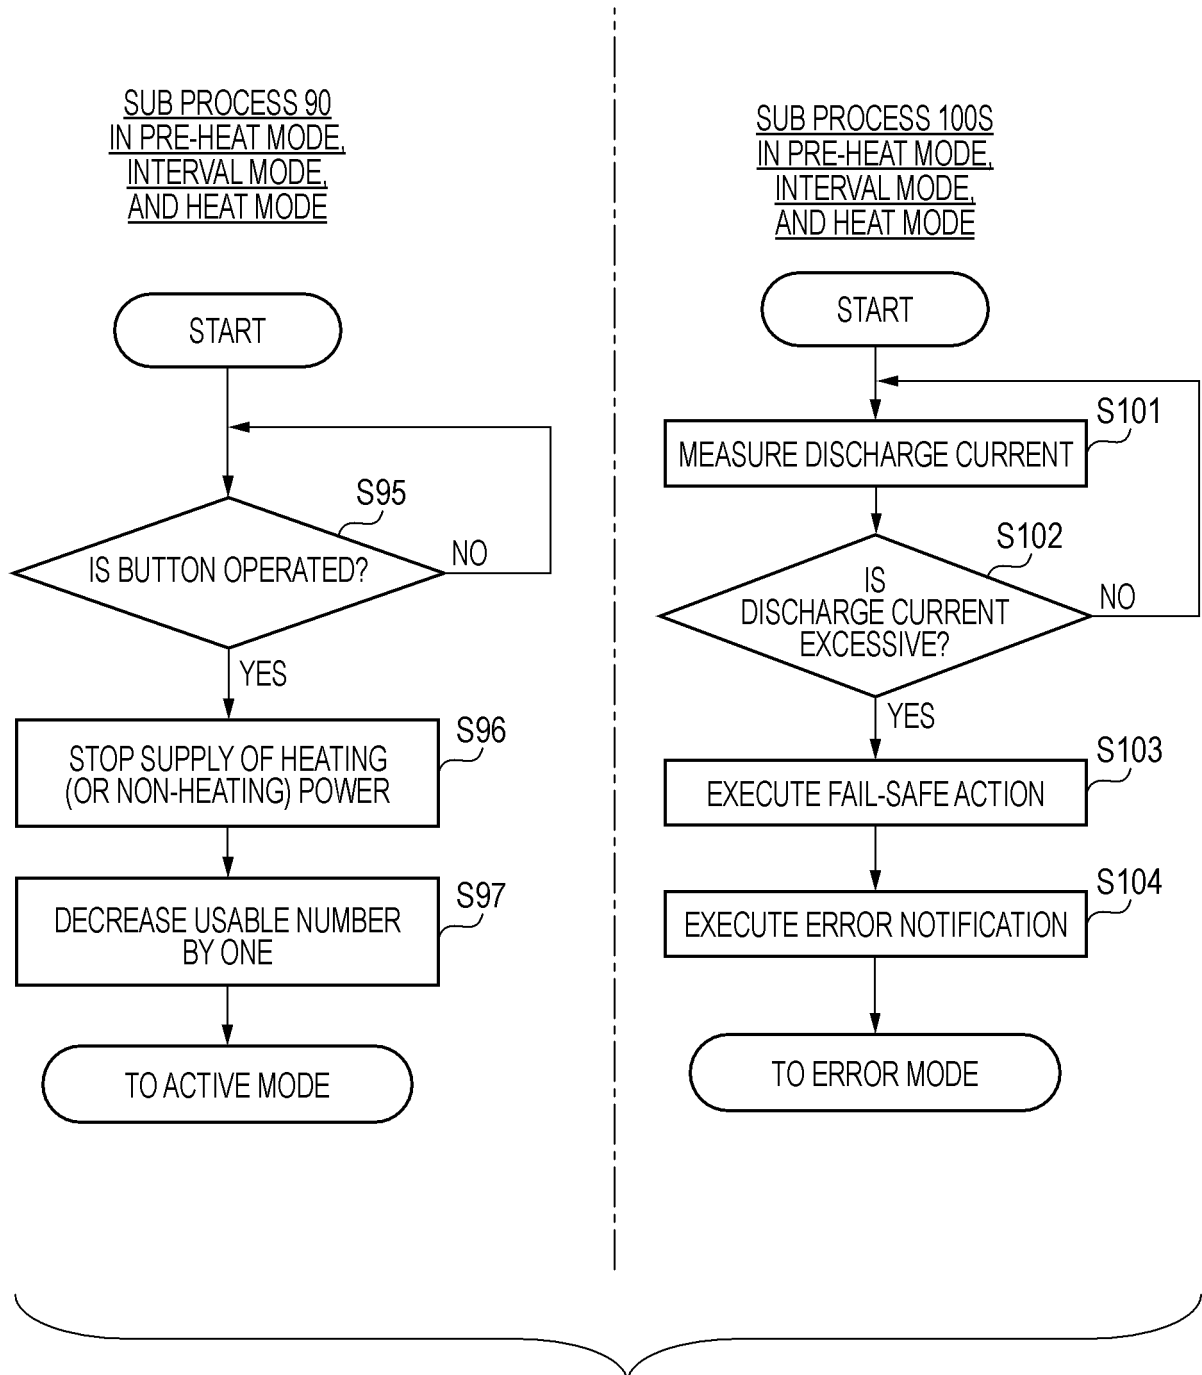 SUB PROCESS 90
IN PRE-HEAT MODE,
INTERVAL MODE,
AND HEAT MODE
START
S95
IS BUTTON OPERATED?
NO
YES
S96
STOP SUPPLY OF HEATING
(OR NON-HEATING) POWER
S97
DECREASE USABLE NUMBER
BY ONE
TO ACTIVE MODE
SUB PROCESS 100S
IN PRE-HEAT MODE,
INTERVAL MODE,
AND HEAT MODE
START
S101
MEASURE DISCHARGE CURRENT
S102
IS
DISCHARGE CURRENT
EXCESSIVE?
NO
YES
S103
EXECUTE FAIL-SAFE ACTION
S104
EXECUTE ERROR NOTIFICATION
TO ERROR MODE